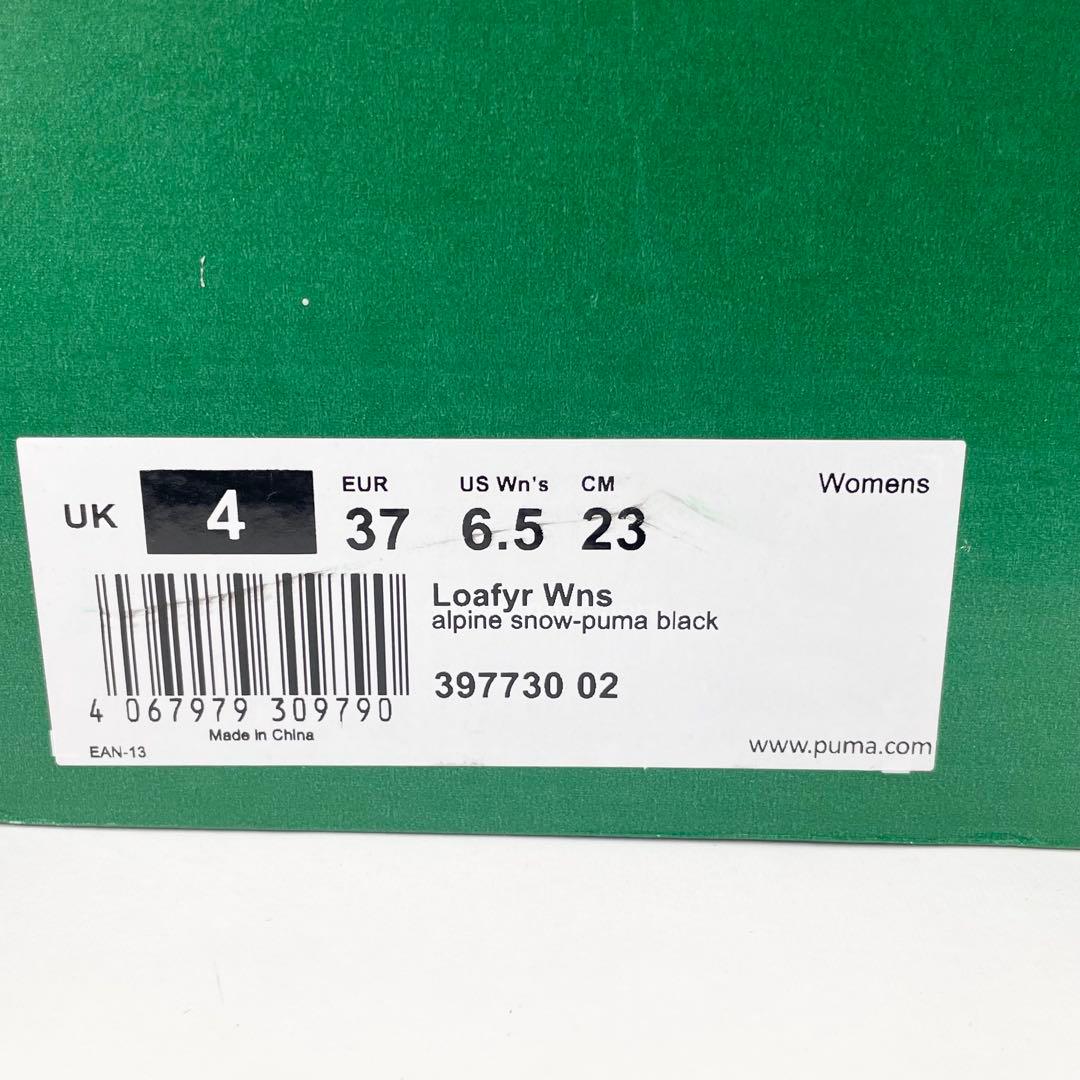 UK 4
EUR 37
US Wn's 6.5
CM 23
Womens
Loafyr Wns
alpine snow-puma black
397730 02
4 067979 309790
Made in China
EAN-13
www.puma.com